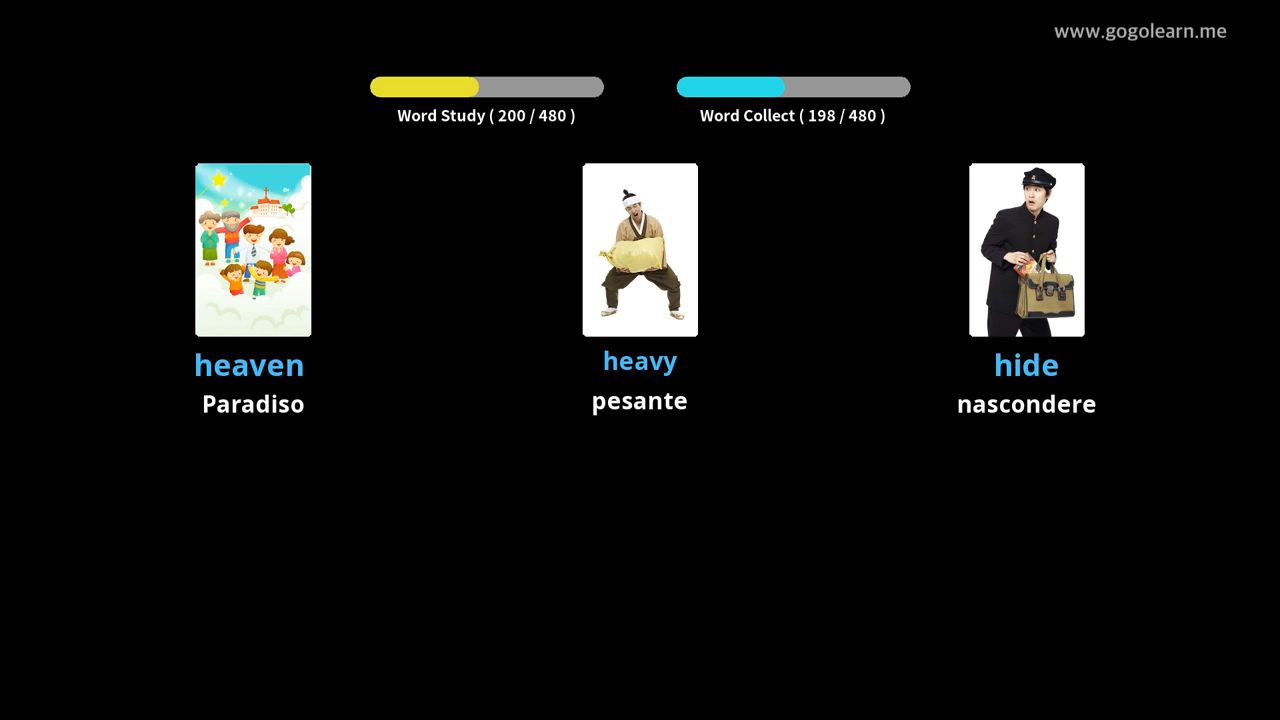 www.gogolearn.me
Word Study ( 200 / 480 )
Word Collect ( 198 / 480 )
heaven
Paradiso
heavy
pesante
hide
nascondere